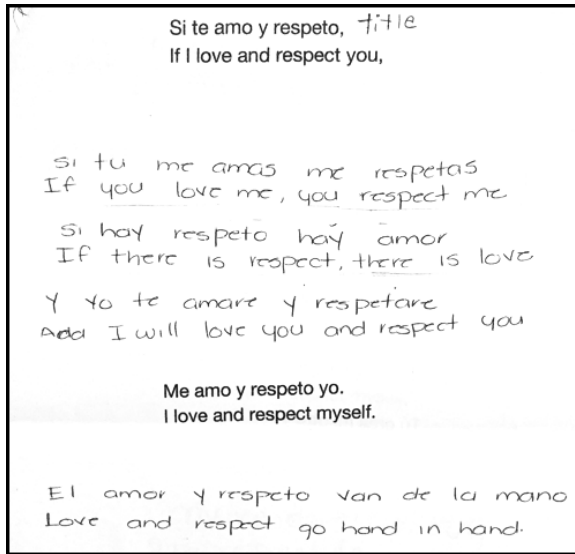 Si te amo y respeto, title
If I love and respect you,
si tu me amas me respetas
If you love me, you respect me
si hay respeto hay amor
If there is respect, there is love
y yo te amare y respetare
Add I will love you and respect you
Me amo y respeto yo.
I love and respect myself.
El amor y respeto van de la mano
Love and respect go hand in hand.